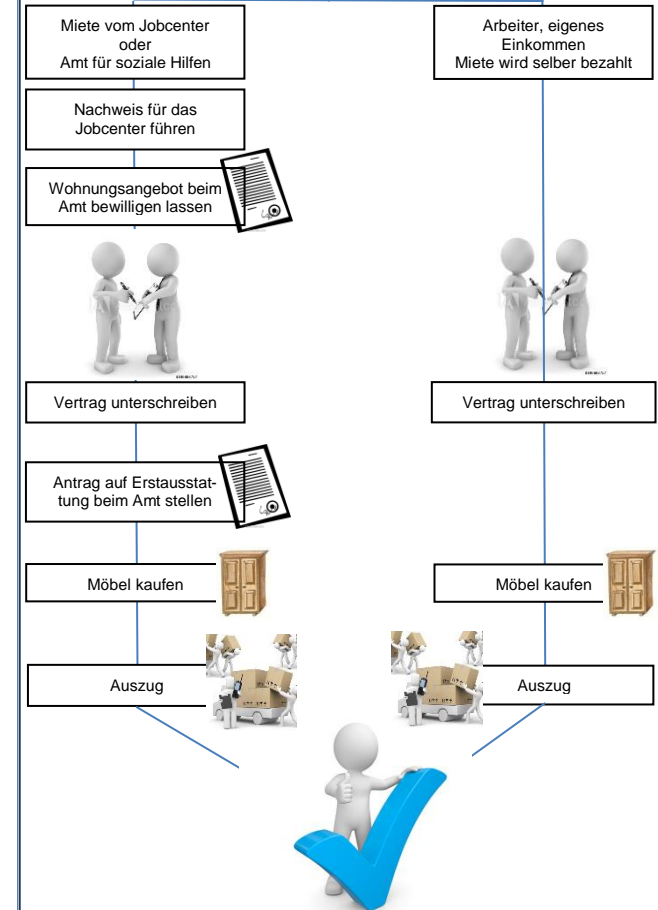 Miete vom Jobcenter
oder
Amt für soziale Hilfen
Nachweis für das
Jobcenter führen
Wohnungsangebot beim
Amt bewilligen lassen
Vertrag unterschreiben
Antrag auf Erstausstat-
tung beim Amt stellen
Möbel kaufen
Auszug
Arbeiter, eigenes
Einkommen
Miete wird selber bezahlt
Vertrag unterschreiben
Möbel kaufen
Auszug